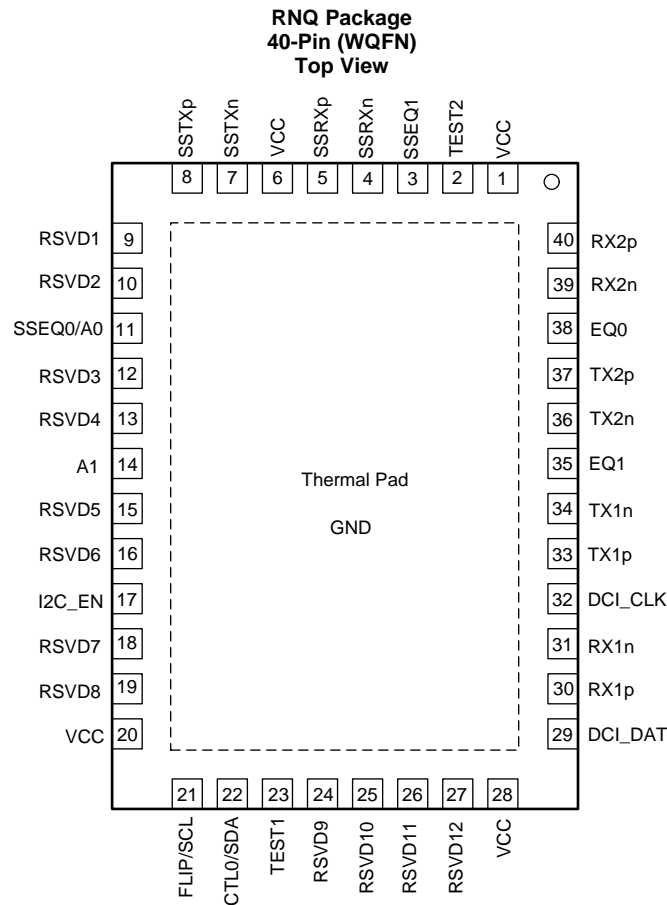 RNQ Package
40-Pin (WQFN)
Top View
SSTXp
SSTXn
VCC
SSRXp
SSRXn
SSEQ1
TEST2
VCC
8 7 6 5 4 3 2 1
RSVD1 9
40 RX2p
RSVD2 10
39 RX2n
SSEQ0/A0 11
38 EQ0
RSVD3 12
37 TX2p
RSVD4 13
36 TX2n
A1 14
35 EQ1
Thermal Pad
RSVD5 15
34 TX1n
GND
RSVD6 16
33 TX1p
I2C_EN 17
32 DCI_CLK
RSVD7 18
31 RX1n
RSVD8 19
30 RX1p
VCC 20
29 DCI_DAT
21 22 23 24 25 26 27 28
FLIP/SCL
CTL0/SDA
TEST1
RSVD9
RSVD10
RSVD11
RSVD12
VCC